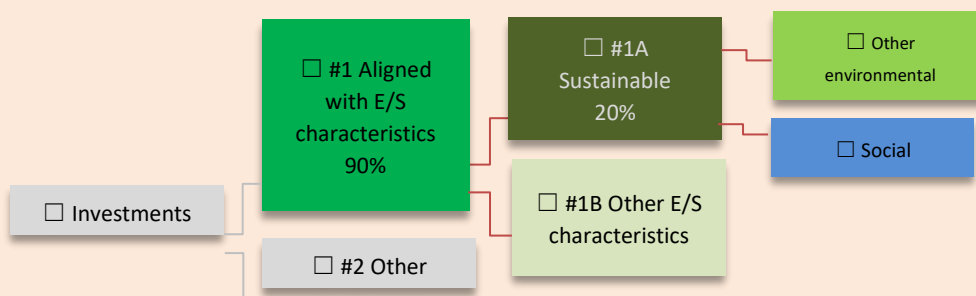 ☐ #1 Aligned
with E/S
characteristics
90%
☐ #1A
Sustainable
20%
☐ Other
environmental
☐ Social
☐ Investments
☐ #1B Other E/S
characteristics
☐ #2 Other